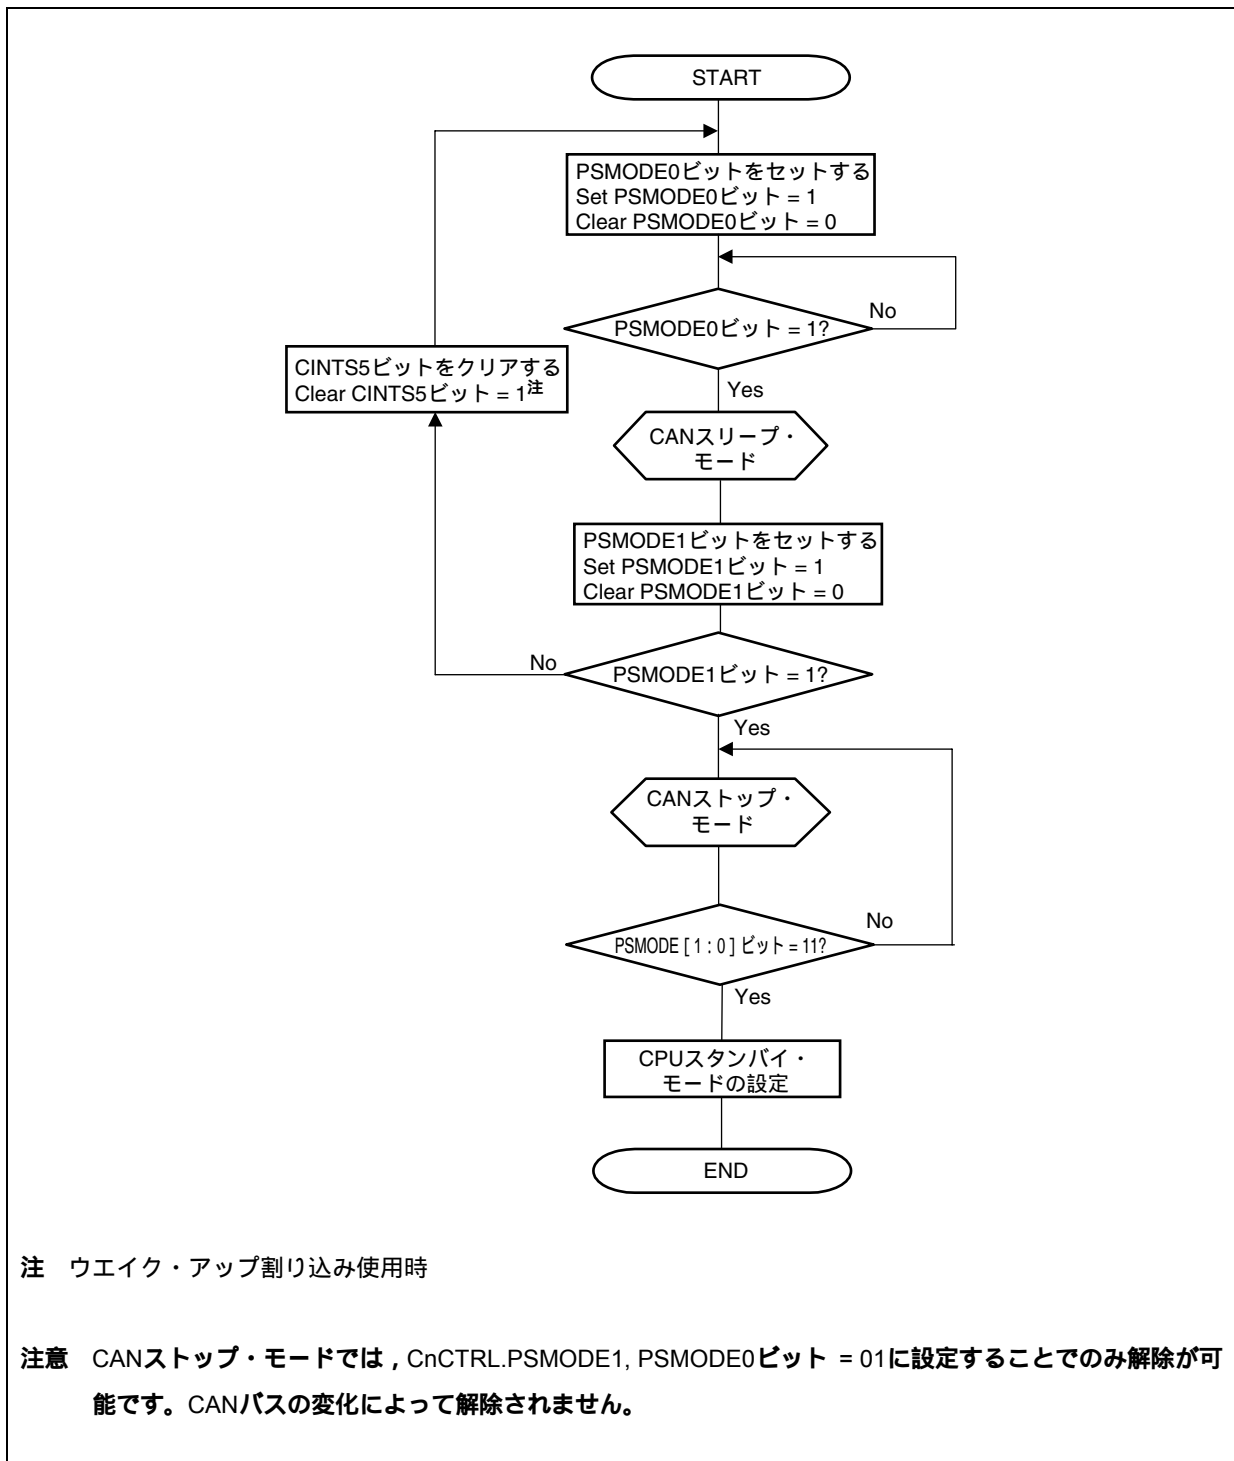 START
PSMODE0ビットをセットする
Set PSMODE0ビット = 1
Clear PSMODE0ビット = 0
PSMODE0ビット = 1?
No
Yes
CINTS5ビットをクリアする
Clear CINTS5ビット = 1注
CANスリープ・
モード
PSMODE1ビットをセットする
Set PSMODE1ビット = 1
Clear PSMODE1ビット = 0
No
PSMODE1ビット = 1?
Yes
CANストップ・
モード
No
PSMODE [ 1 : 0 ] ビット = 11?
Yes
CPUスタンバイ・
モードの設定
END
注 ウエイク・アップ割り込み使用時
注意 CANストップ・モードでは，CnCTRL.PSMODE1, PSMODE0ビット = 01に設定することでのみ解除が可
能です。CANバスの変化によって解除されません。